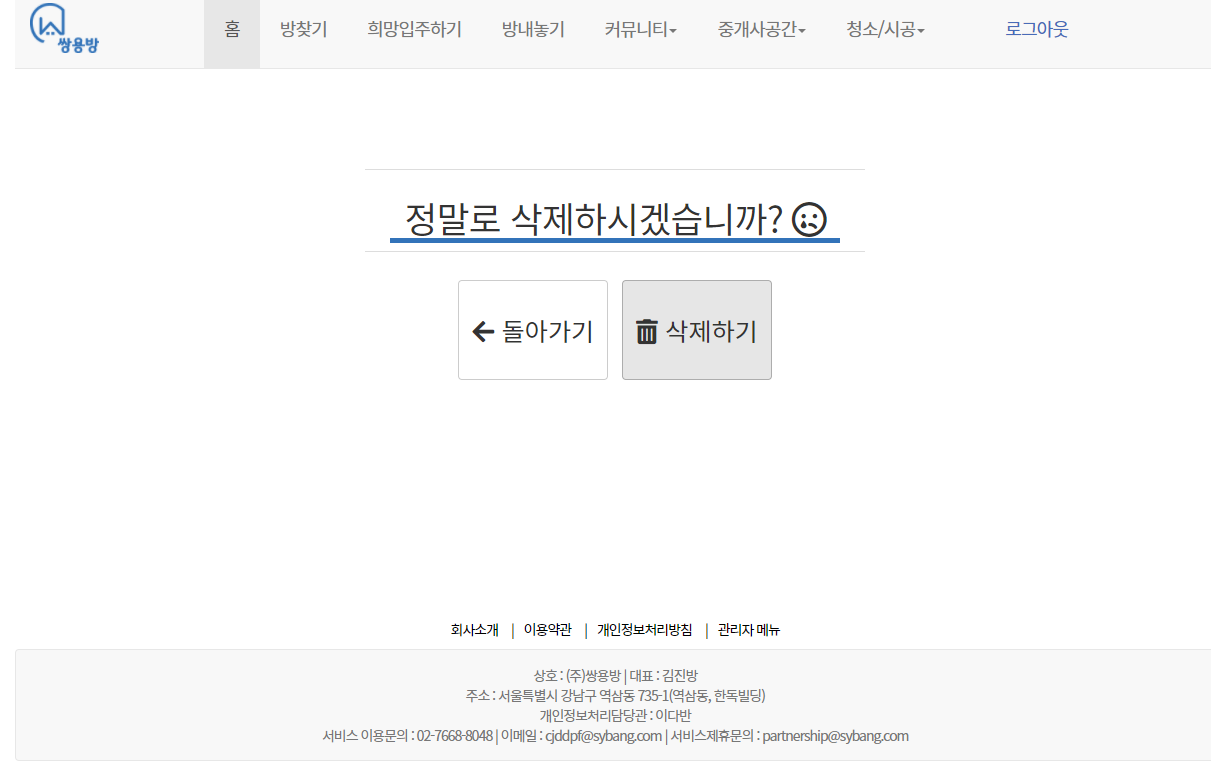 쌍용방
홈 방찾기 희망입주하기 방내놓기 커뮤니티 중개사공간 청소/시공 로그아웃
정말로 삭제하시겠습니까?
돌아가기 삭제하기
회사소개 | 이용약관 | 개인정보처리방침 | 관리자 메뉴
상호 : (주)쌍용방 | 대표 : 김진방
주소 : 서울특별시 강남구 역삼동 735-1(역삼동, 한독빌딩)
개인정보처리담당관 : 이다반
서비스 이용문의 : 02-7668-8048 | 이메일 : cjddpf@sybang.com | 서비스제휴문의 : partnership@sybang.com